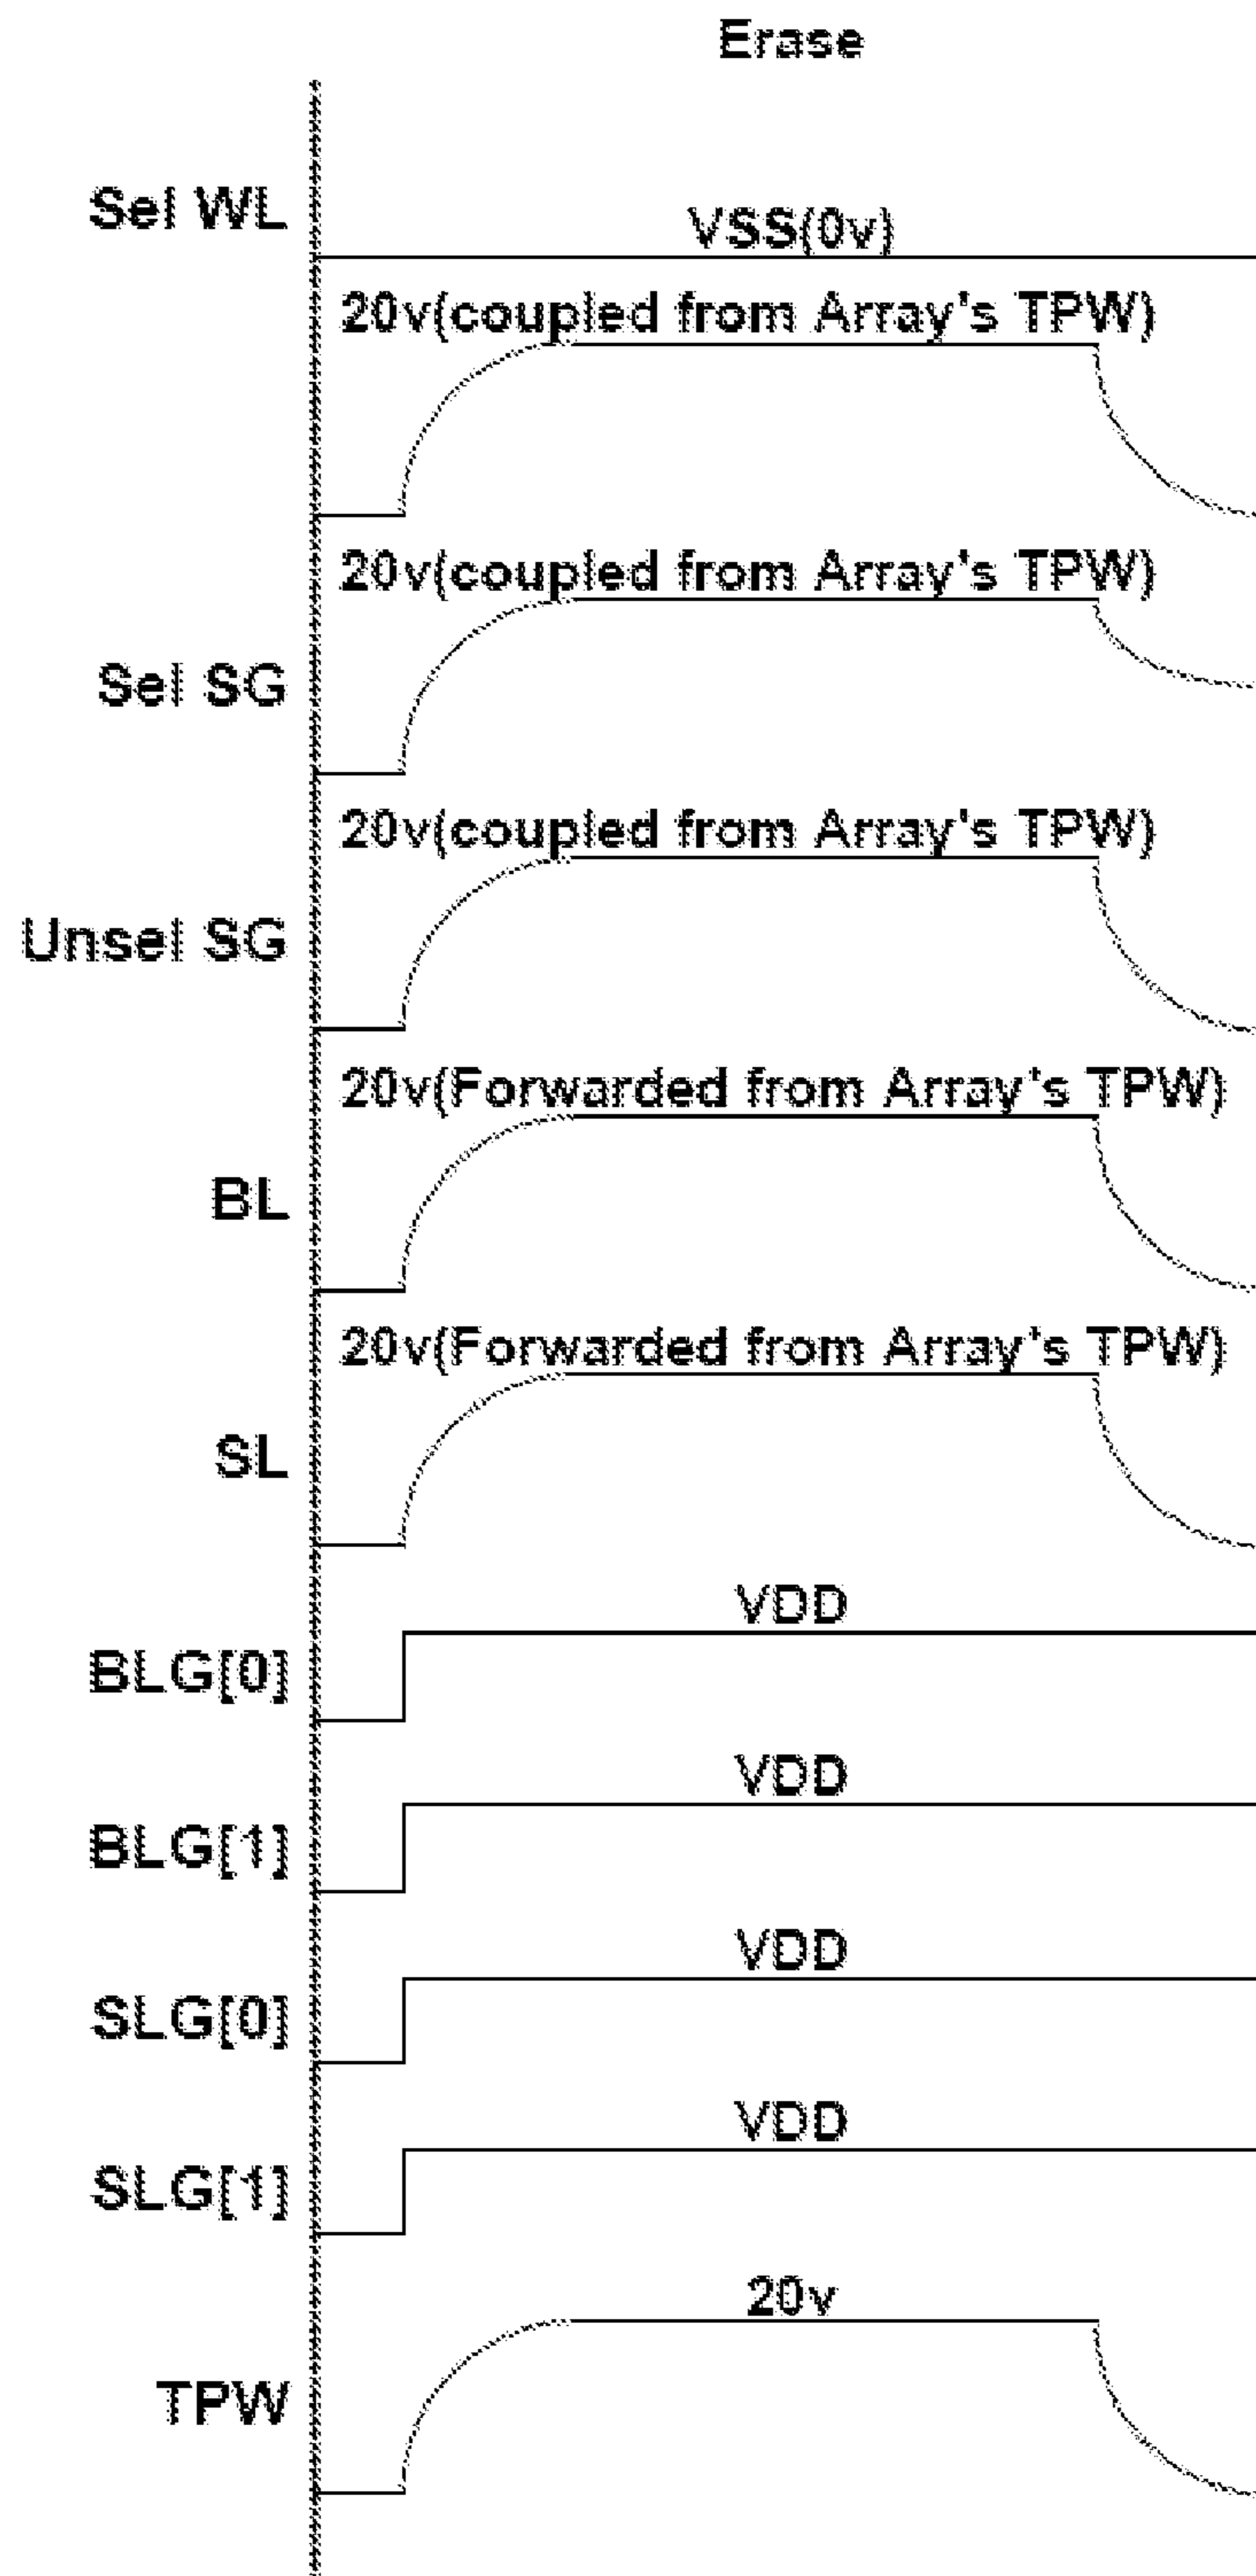 Erase
Sel WL
VSS(0v)
20v(coupled from Array's TPW)
20v(coupled from Array's TPW)
Sel SG
20v(coupled from Array's TPW)
Unsel SG
20v(Forwarded from Array's TPW)
BL
20v(Forwarded from Array's TPW)
SL
VDD
BLG[0]
VDD
BLG[1]
VDD
SLG[0]
VDD
SLG[1]
20v
TPW